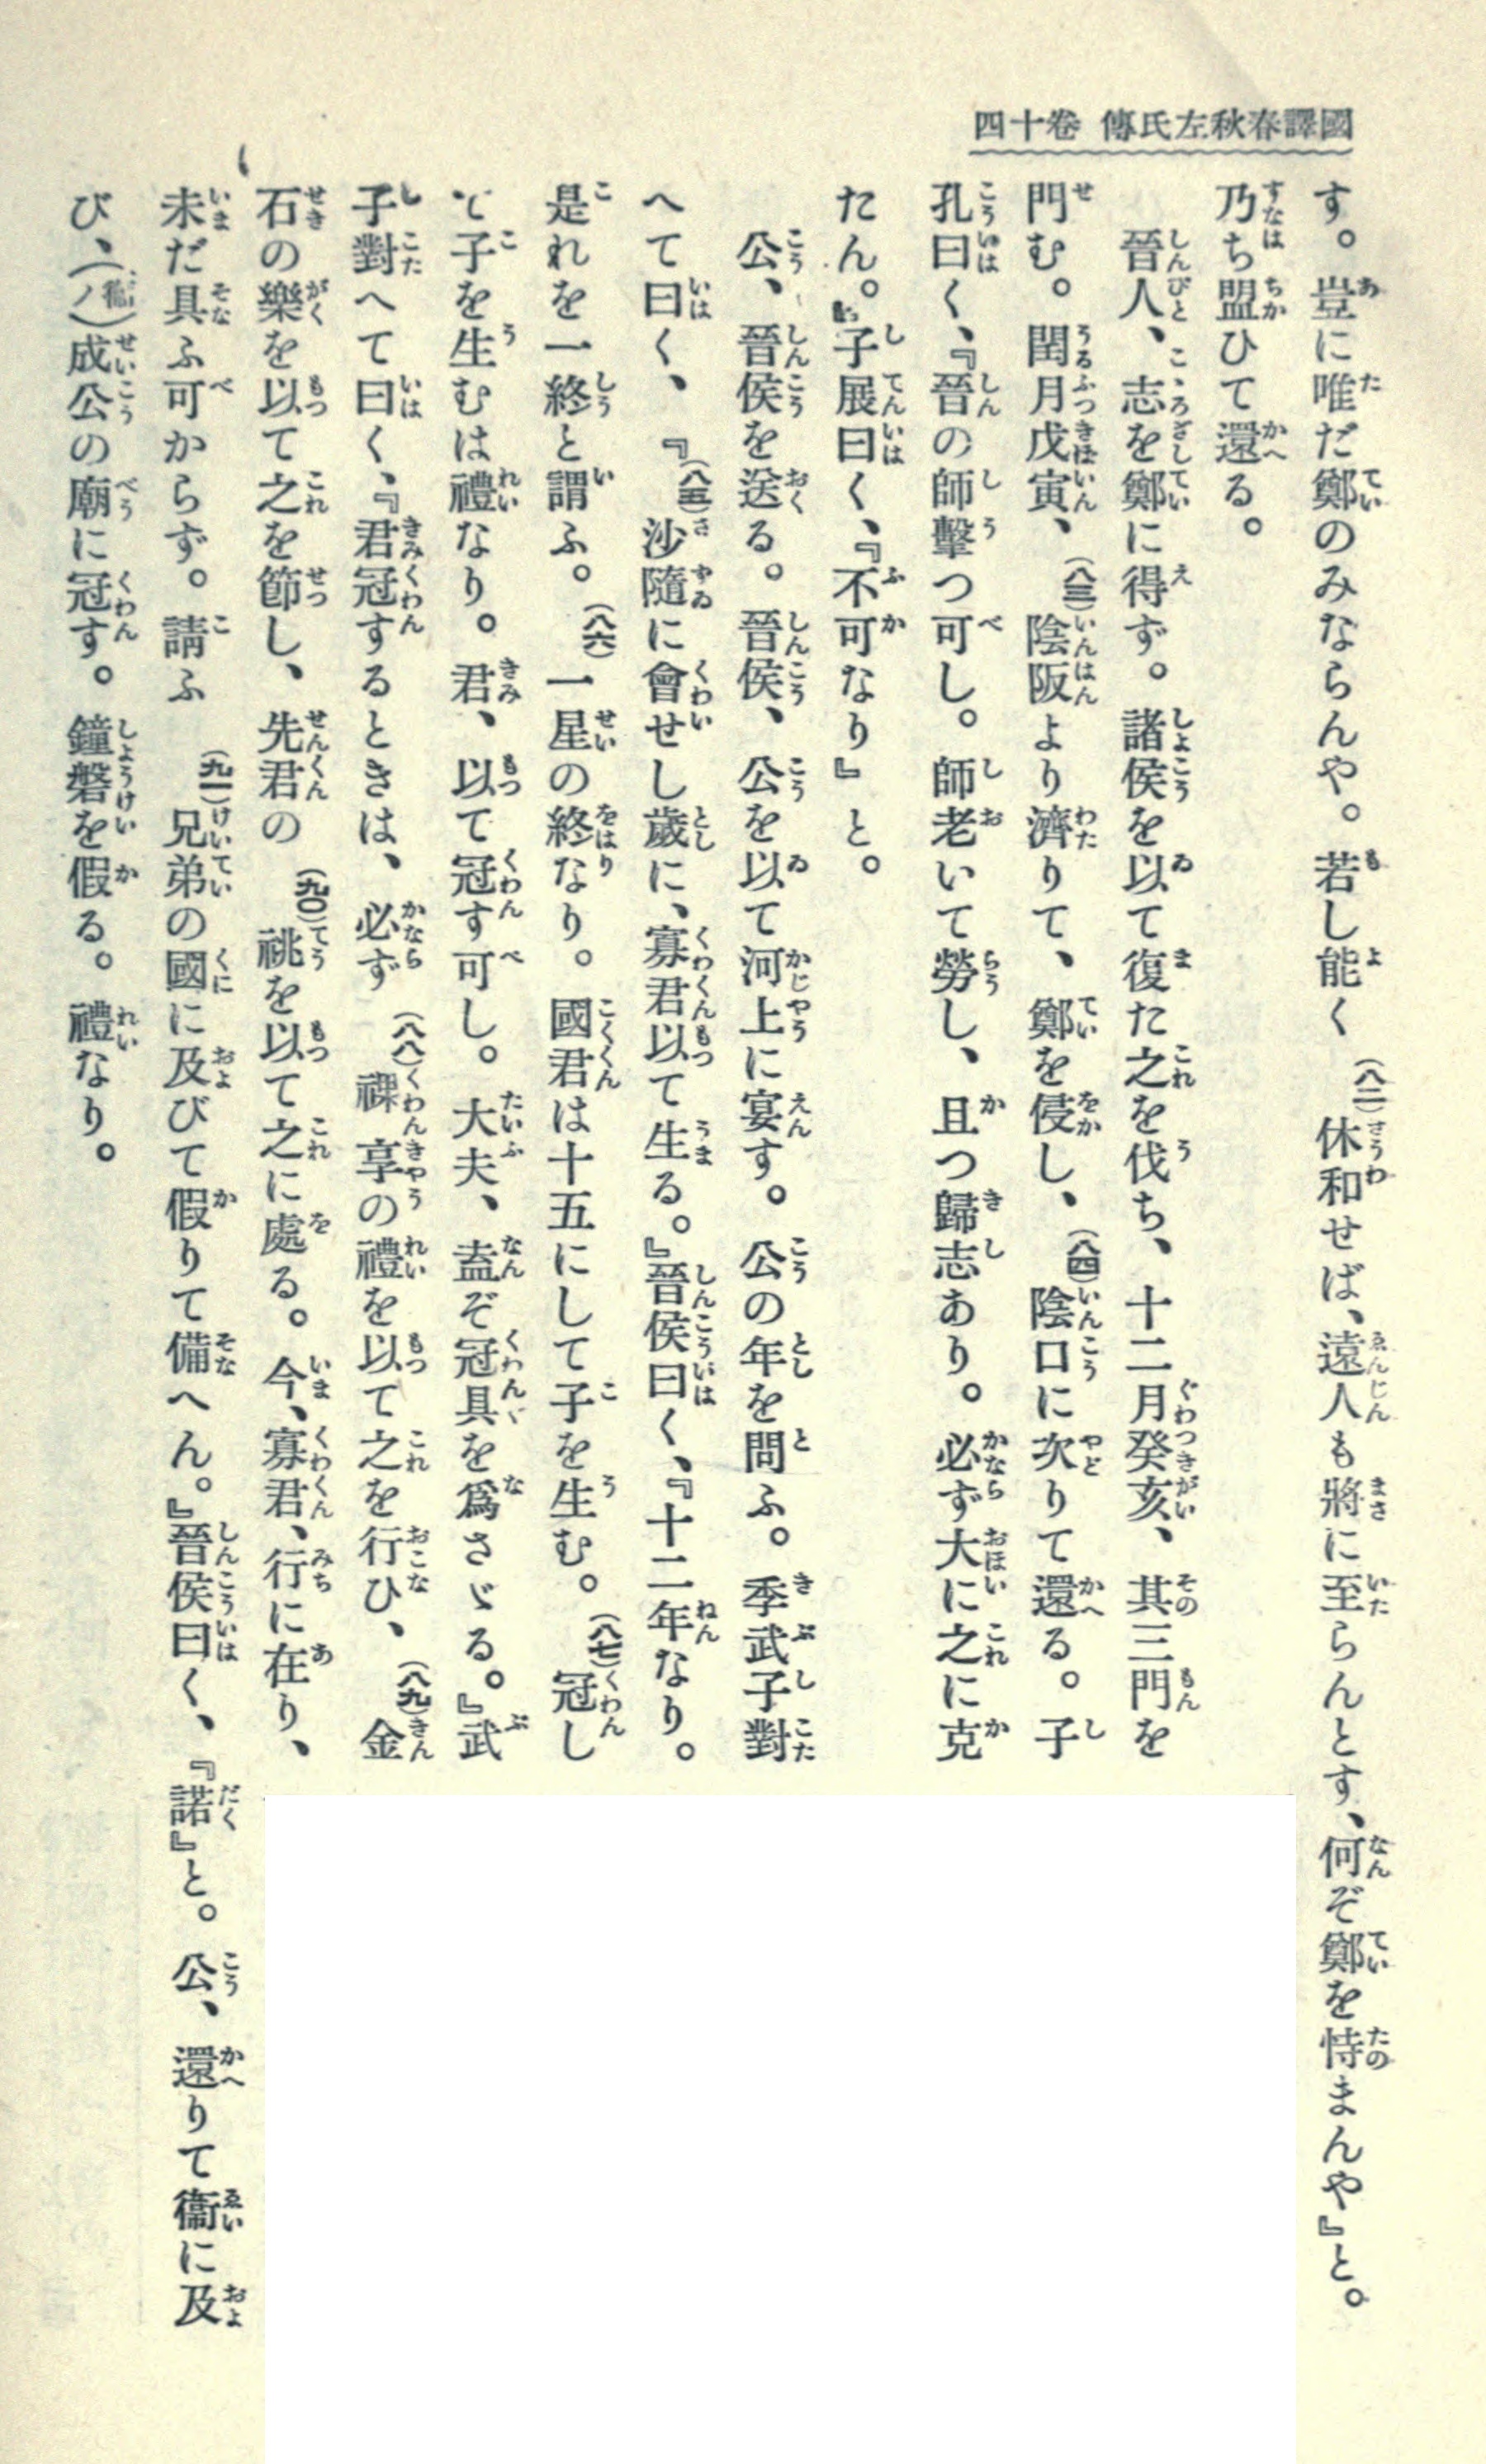 國譯春秋左氏傳 卷十四
す。豈に唯だ鄭のみならんや。若し能く(八二)休和せば、遠人も將に至らんとす、何ぞ鄭を恃まんや』と。
乃ち盟ひて還る。
晉人、志を鄭に得ず。諸侯を以て復た之を伐ち、十二月癸亥、其三門を
門む。閏月戊寅、(八三)陰阪より濟りて、鄭を侵し、(八四)陰口に次りて還る。子
孔曰く、『晉の師擊つ可し。師老いて勞し、且つ歸志あり。必ず大に之に克
たん。』子展曰く、『不可なり』と。
公、晉侯を送る。晉侯、公を以て河上に宴す。公の年を問ふ。季武子對
へて曰く、『(八五)沙隨に會せし歲に、寡君以て生る。』晉侯曰く、『十二年なり。
是れを一終と謂ふ。(八六)一星の終なり。國君は十五にして子を生む。(八七)冠し
て子を生むは禮なり。君、以て冠す可し。大夫、盍ぞ冠具を爲さゞる。』武
子對へて曰く、『君冠するときは、必ず(八八)祼享の禮を以て之を行ひ、(八九)金
石の樂を以て之を節し、先君の(九〇)祧を以て之に處る。今、寡君、行に在り、
未だ具ふ可からず。請ふ(九一)兄弟の國に及びて假りて備へん。』晉侯曰く、『諾』と。公、還りて衞に及
び、(衞ノ)成公の廟に冠す。鐘磬を假る。禮なり。